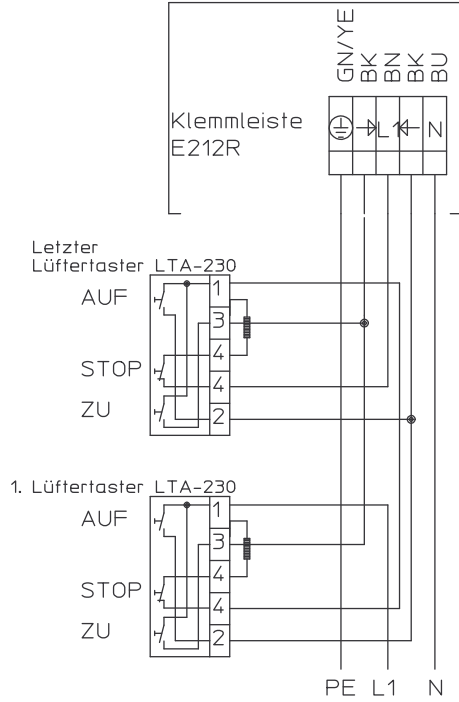 GN/YE
BK
BN
BK
BU
Klemmleiste
E212R
L1
N
Letzter
Lüftertaster LTA-230
AUF
STOP
ZU
1
3
4
4
2
1. Lüftertaster LTA-230
AUF
STOP
ZU
1
3
4
4
2
PE L1 N